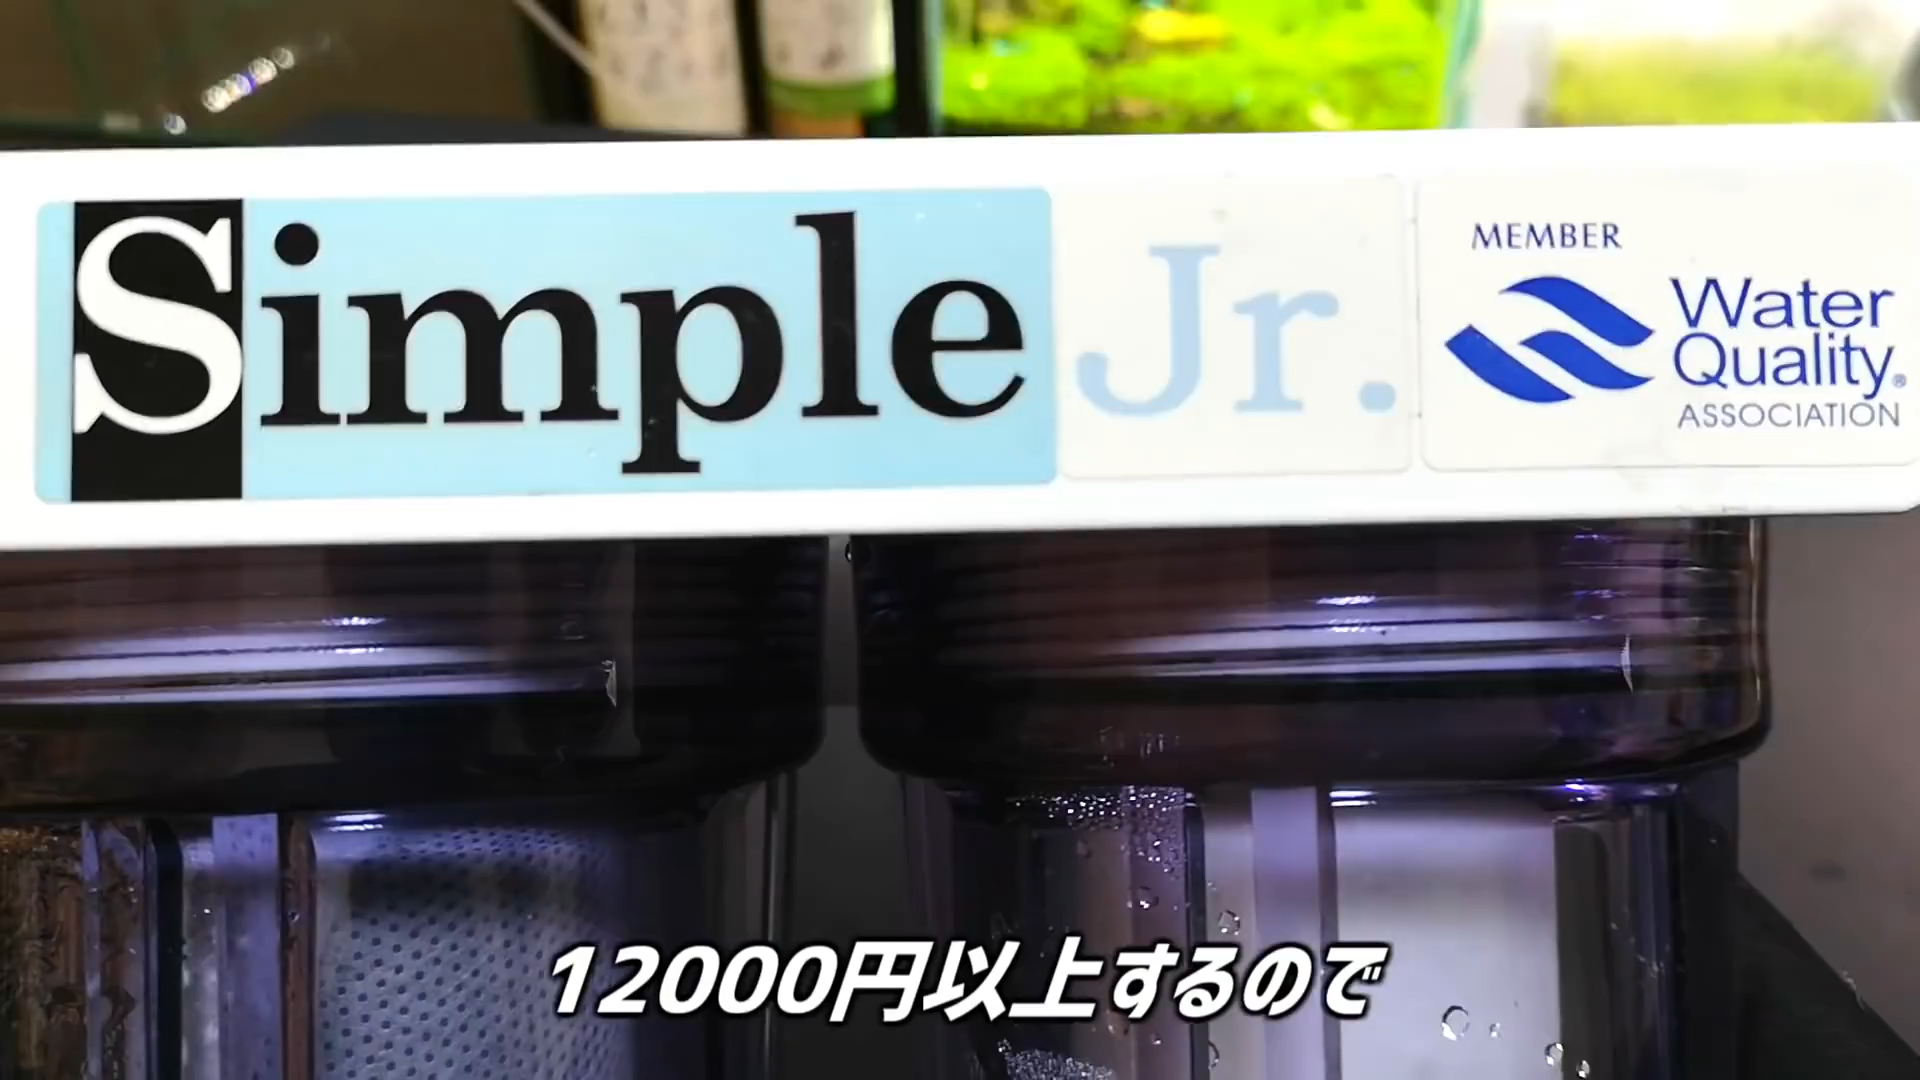 Simple Jr.
MEMBER
Water
Quality®
ASSOCIATION
12000円以上するので